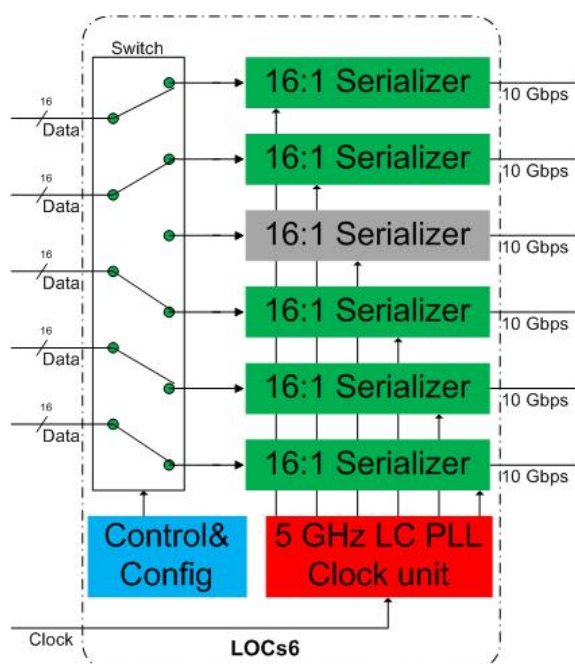 Switch
16
Data
16:1 Serializer
10 Gbps
16
Data
16:1 Serializer
10 Gbps
16:1 Serializer
10 Gbps
16
Data
16:1 Serializer
10 Gbps
16
Data
16:1 Serializer
10 Gbps
16
Data
16:1 Serializer
10 Gbps
Control&
Config
5 GHz LC PLL
Clock unit
Clock
LOCs6